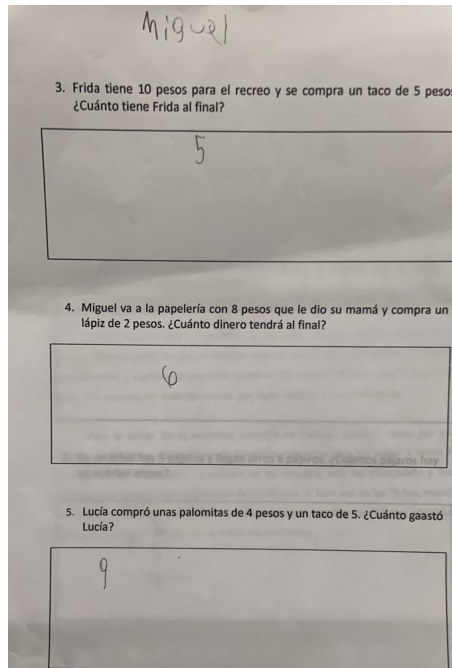 Miguel
3. Frida tiene 10 pesos para el recreo y se compra un taco de 5 pesos
¿Cuánto tiene Frida al final?
5
4. Miguel va a la papelería con 8 pesos que le dio su mamá y compra un
lápiz de 2 pesos. ¿Cuánto dinero tendrá al final?
6
5. Lucía compró unas palomitas de 4 pesos y un taco de 5. ¿Cuánto gaastó
Lucía?
9